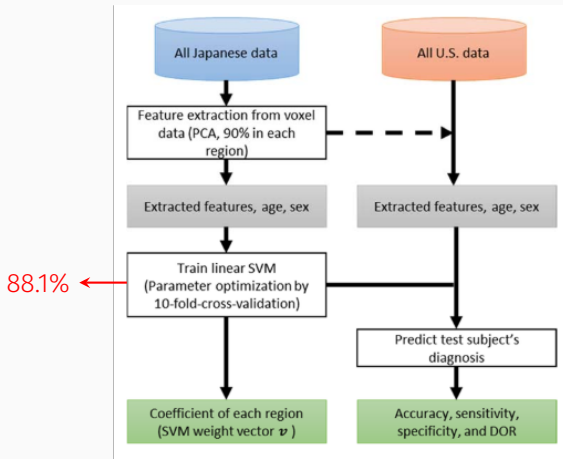 All Japanese data
All U.S. data
Feature extraction from voxel
data (PCA, 90% in each
region)
Extracted features, age, sex
Extracted features, age, sex
88.1%
Train linear SVM
(Parameter optimization by
10-fold-cross-validation)
Predict test subject's
diagnosis
Coefficient of each region
(SVM weight vector v )
Accuracy, sensitivity,
specificity, and DOR